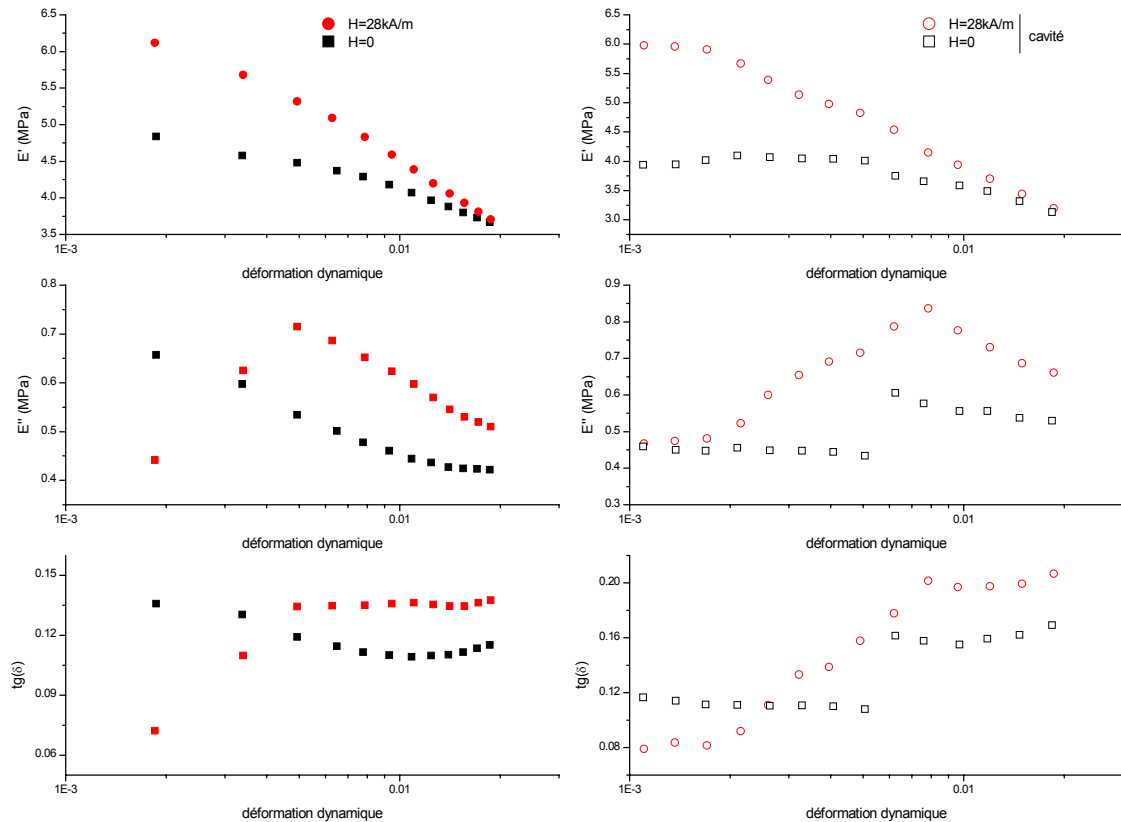 H=28kA/m
H=0
E' (MPa)
6.5
6.0
5.5
5.0
4.5
4.0
3.5
1E-3
0.01
déformation dynamique
H=28kA/m
H=0
cavité
E' (MPa)
6.5
6.0
5.5
5.0
4.5
4.0
3.5
3.0
1E-3
0.01
déformation dynamique
E'' (MPa)
0.8
0.7
0.6
0.5
0.4
1E-3
0.01
déformation dynamique
E'' (MPa)
0.9
0.8
0.7
0.6
0.5
0.4
0.3
1E-3
0.01
déformation dynamique
tg(δ)
0.15
0.12
0.09
0.06
1E-3
0.01
déformation dynamique
tg(δ)
0.20
0.16
0.12
0.08
1E-3
0.01
déformation dynamique